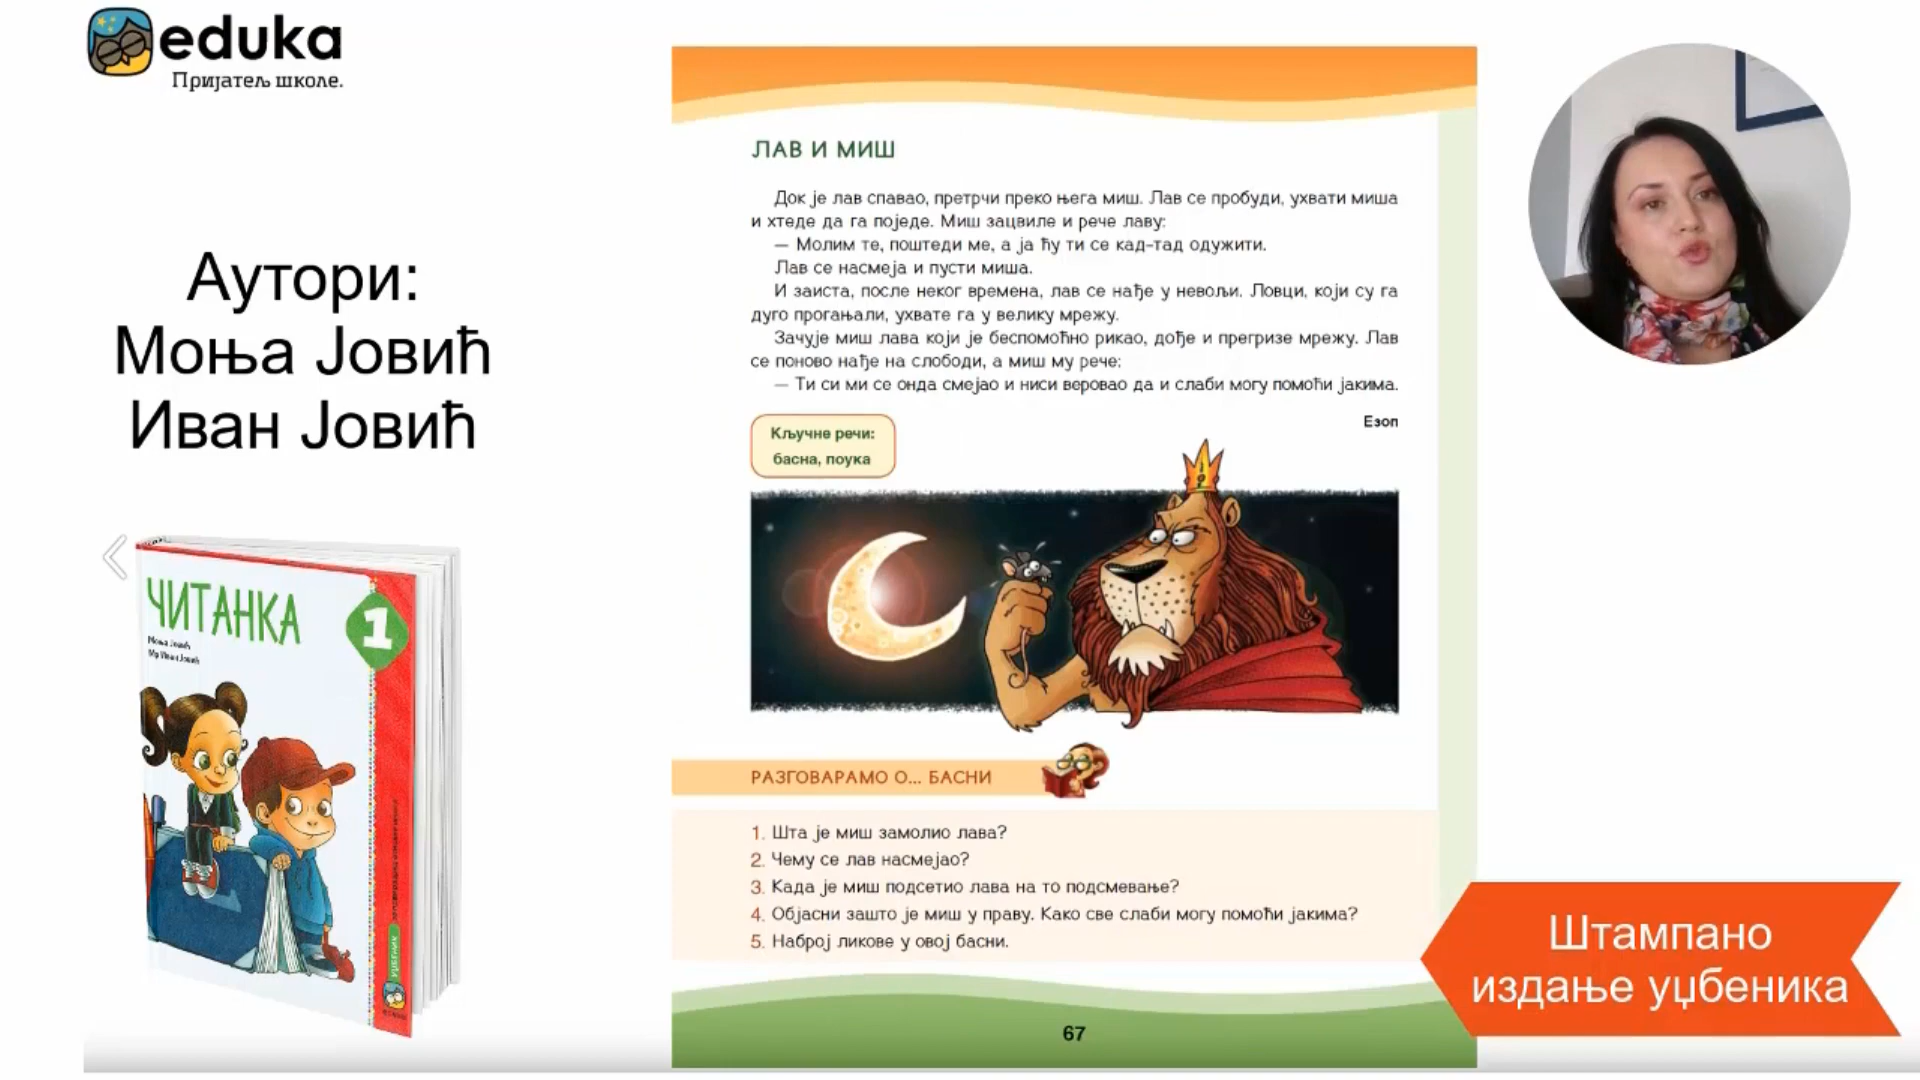 eduka
Пријатељ школе.
Аутори:
Моња Јовић
Иван Јовић
ЧИТАНКА
1
Моња Јовић
Мр Иван Јовић
УЏБЕНИК
ЛАВ И МИШ
Док је лав спавао, претрчи преко њега миш. Лав се пробуди, ухвати миша
и хтеде да га поједе. Миш зацвиле и рече лаву:
— Молим те, поштеди ме, а ја ћу ти се кад-тад одужити.
Лав се насмеја и пусти миша.
И заиста, после неког времена, лав се нађе у невољи. Ловци, који су га
дуго прогањали, ухвате га у велику мрежу.
Зачује миш лава који је беспомоћно рикао, дође и прегризе мрежу. Лав
се поново нађе на слободи, а миш му рече:
— Ти си ми се онда смејао и ниси веровао да и слаби могу помоћи јакима.
Езоп
Кључне речи:
басна, поука
РАЗГОВАРАМО О... БАСНИ
1. Шта је миш замолио лава?
2. Чему се лав насмејао?
3. Када је миш подсетио лава на то подсмевање?
4. Објасни зашто је миш у праву. Како све слаби могу помоћи јакима?
5. Наброј ликове у овој басни.
67
Штампано
издање уџбеника